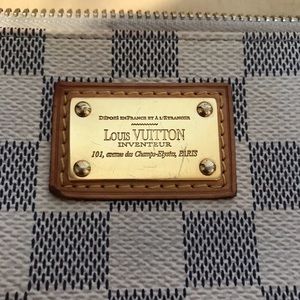 DÉPOSÉ EN FRANCE ET A L'ÉTRANGER
LOUIS VUITTON
INVENTEUR
101, avenue des Champs-Elysées, PARIS